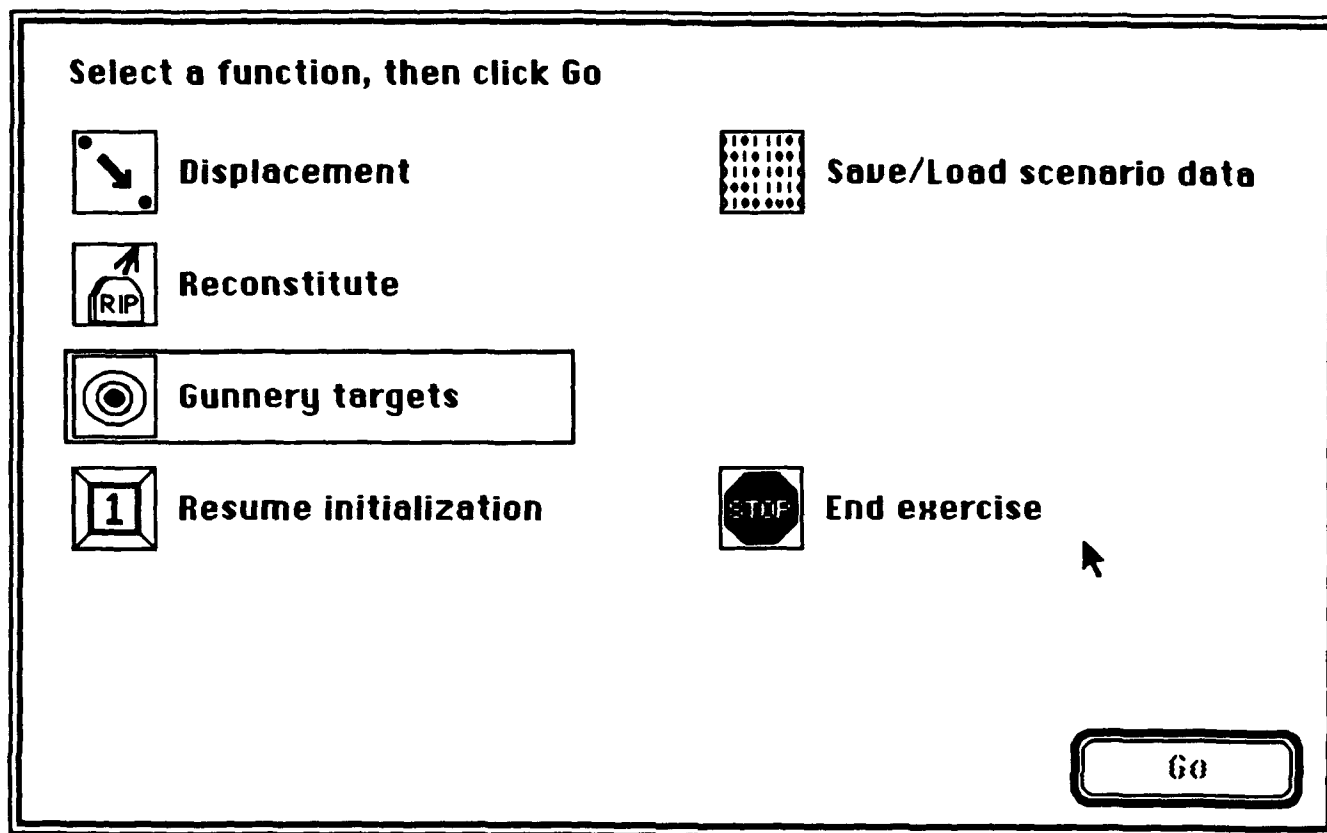 Select a function, then click Go
Displacement
Save/Load scenario data
RIP
Reconstitute
Gunnery targets
1
Resume initialization
STOP
End exercise
Go